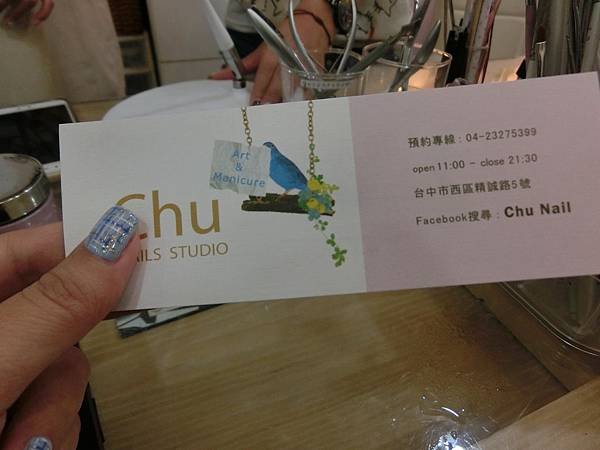 Art
&
Manicure
Chu
AILS STUDIO
預約專線：04-23275399
open 11:00 - close 21:30
台中市西區精誠路5號
Facebook搜尋：Chu Nail